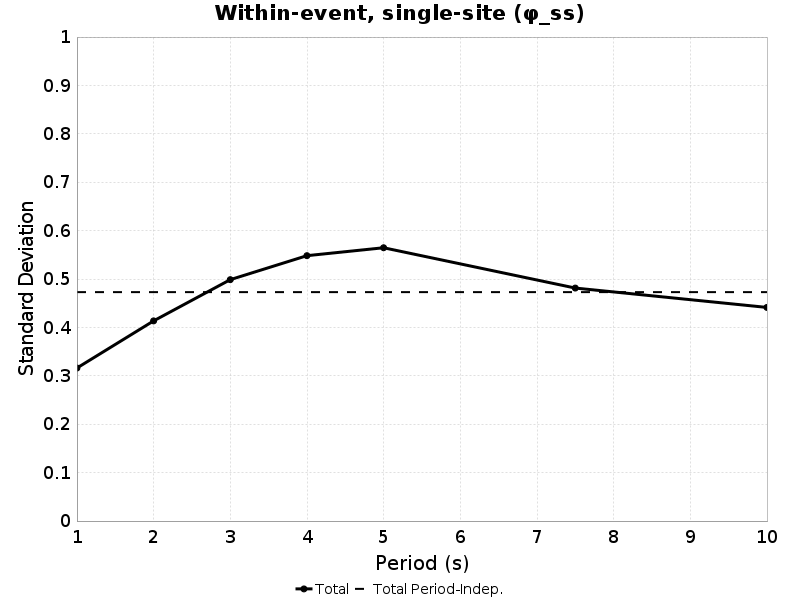 Within-event, single-site (φ_ss)
1
0.9
0.8
0.7
0.6
0.5
0.4
0.3
0.2
0.1
0
Standard Deviation
1 2 3 4 5 6 7 8 9 10
Period (s)
Total Total Period-Indep.